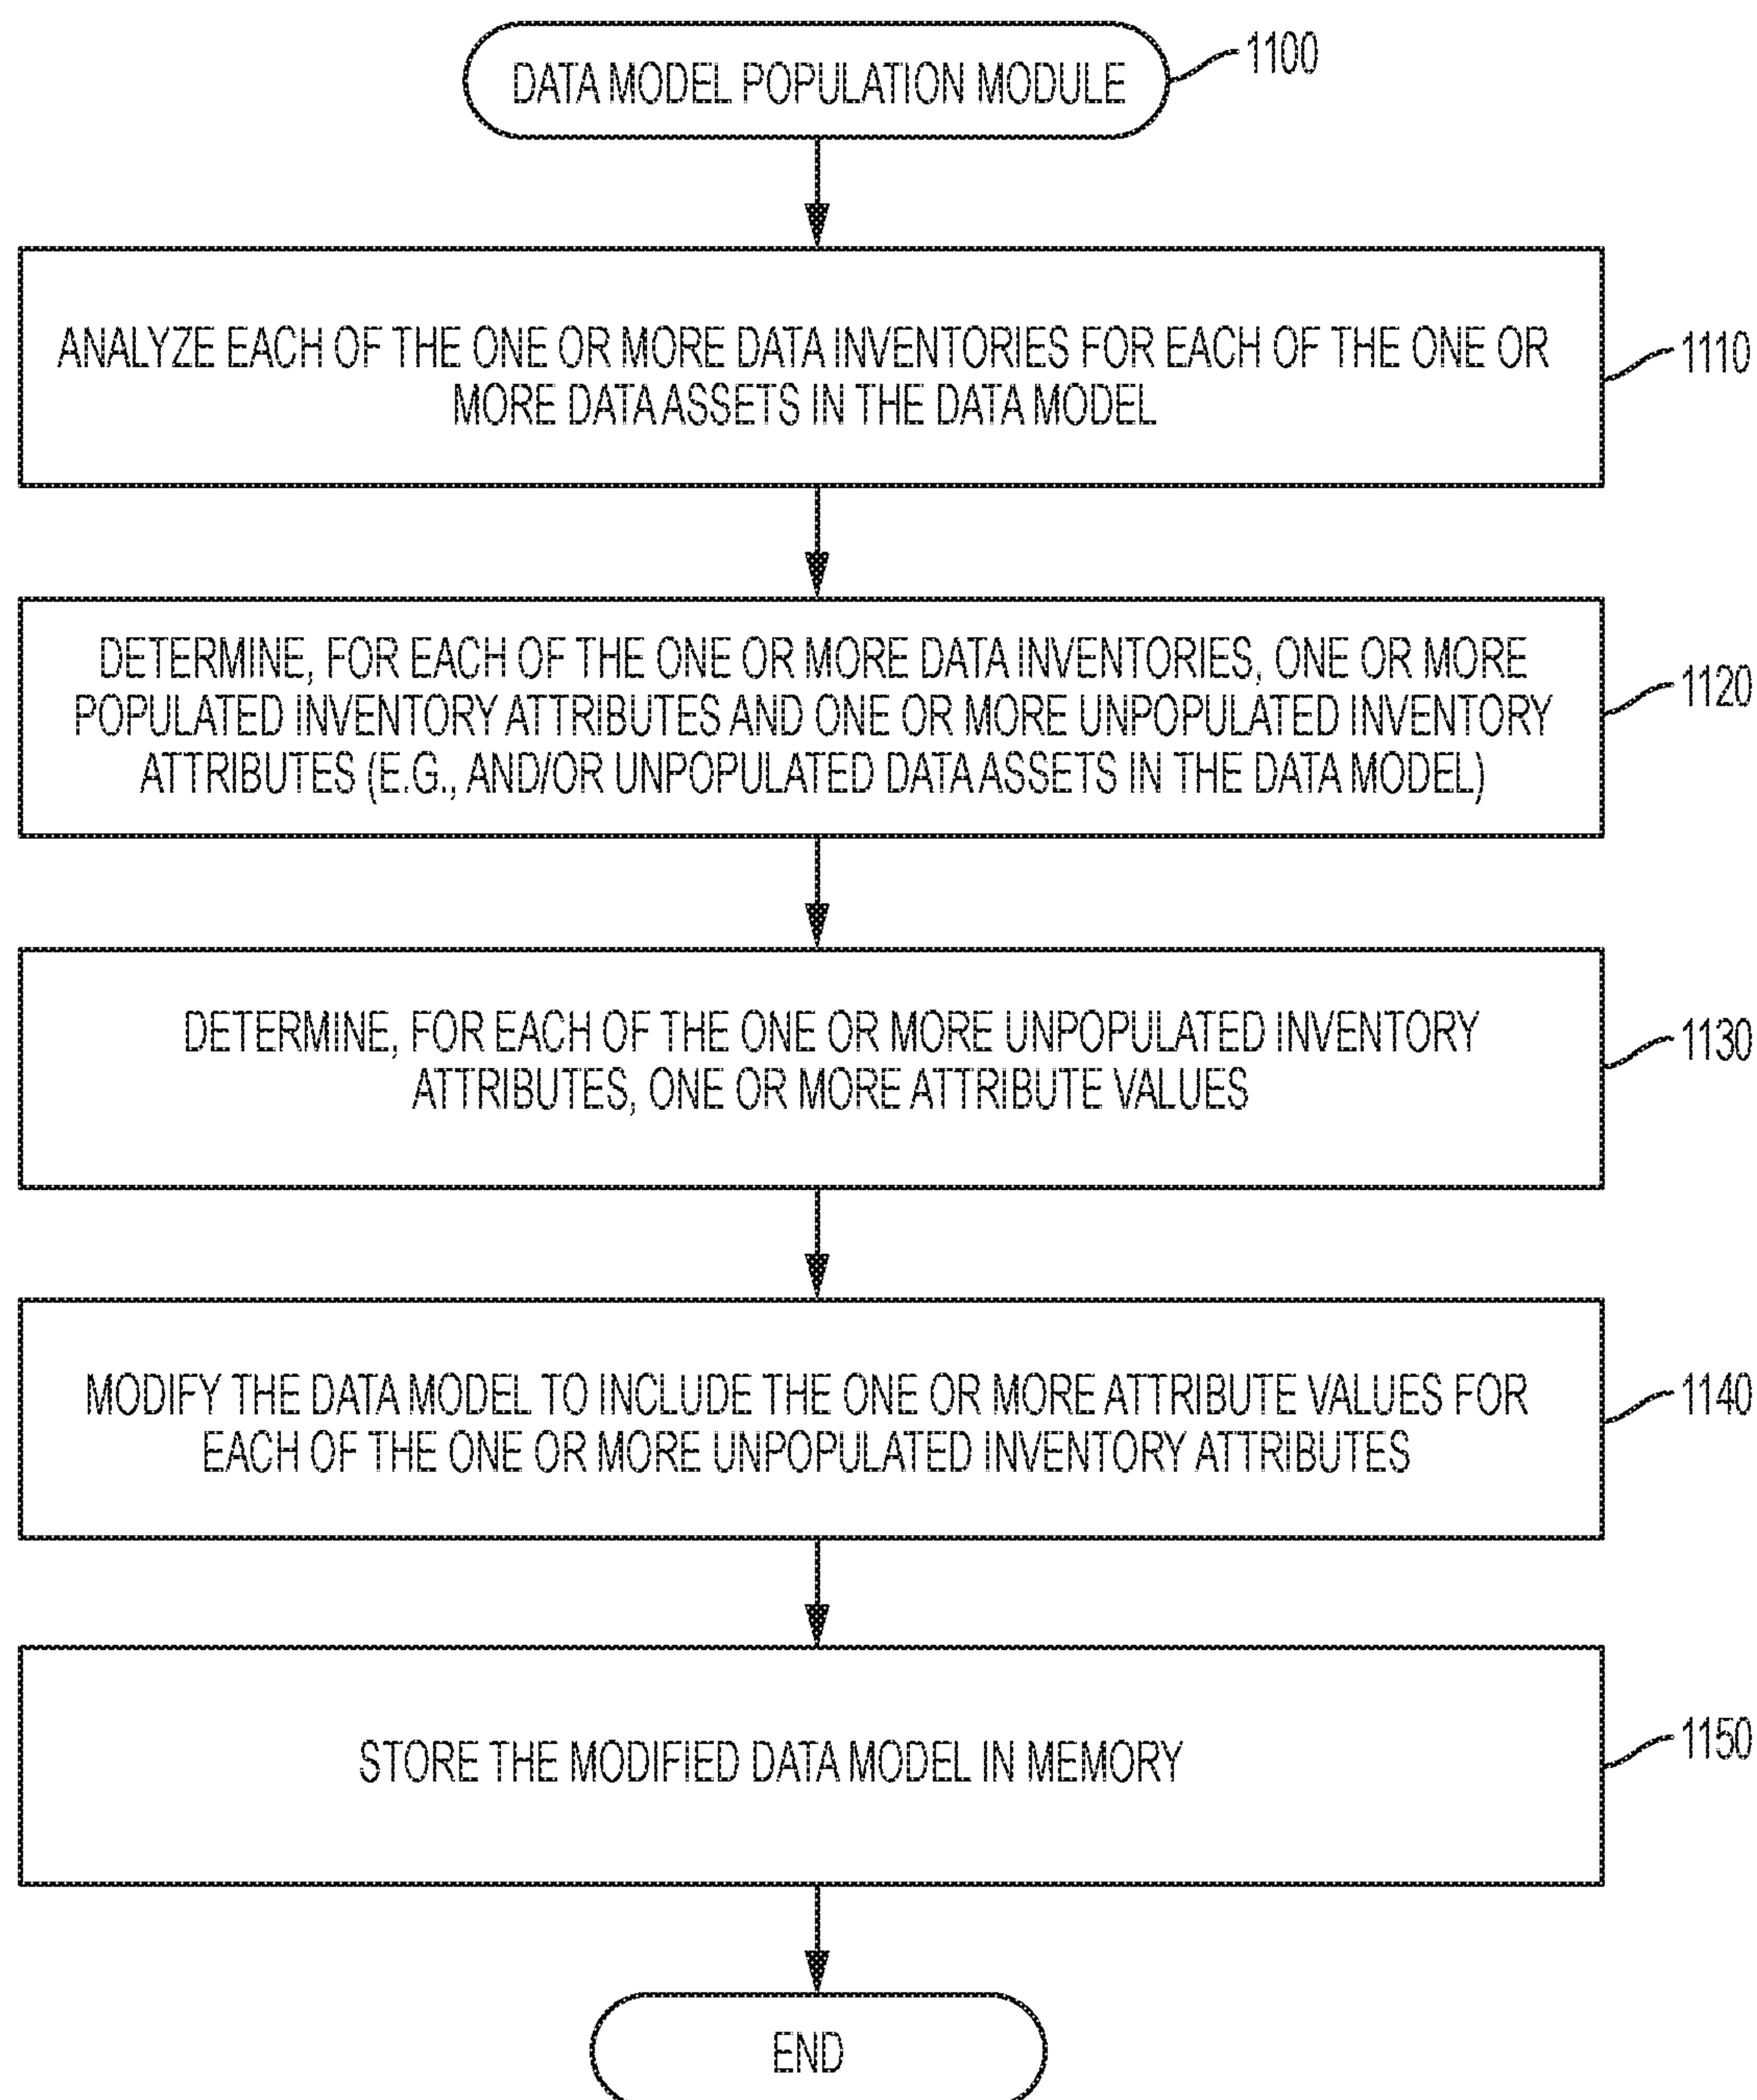 DATA MODEL POPULATION MODULE
1100
ANALYZE EACH OF THE ONE OR MORE DATA INVENTORIES FOR EACH OF THE ONE OR
MORE DATA ASSETS IN THE DATA MODEL
1110
DETERMINE, FOR EACH OF THE ONE OR MORE DATA INVENTORIES, ONE OR MORE
POPULATED INVENTORY ATTRIBUTES AND ONE OR MORE UNPOPULATED INVENTORY
ATTRIBUTES (E.G., AND/OR UNPOPULATED DATA ASSETS IN THE DATA MODEL)
1120
DETERMINE, FOR EACH OF THE ONE OR MORE UNPOPULATED INVENTORY
ATTRIBUTES, ONE OR MORE ATTRIBUTE VALUES
1130
MODIFY THE DATA MODEL TO INCLUDE THE ONE OR MORE ATTRIBUTE VALUES FOR
EACH OF THE ONE OR MORE UNPOPULATED INVENTORY ATTRIBUTES
1140
STORE THE MODIFIED DATA MODEL IN MEMORY
1150
END